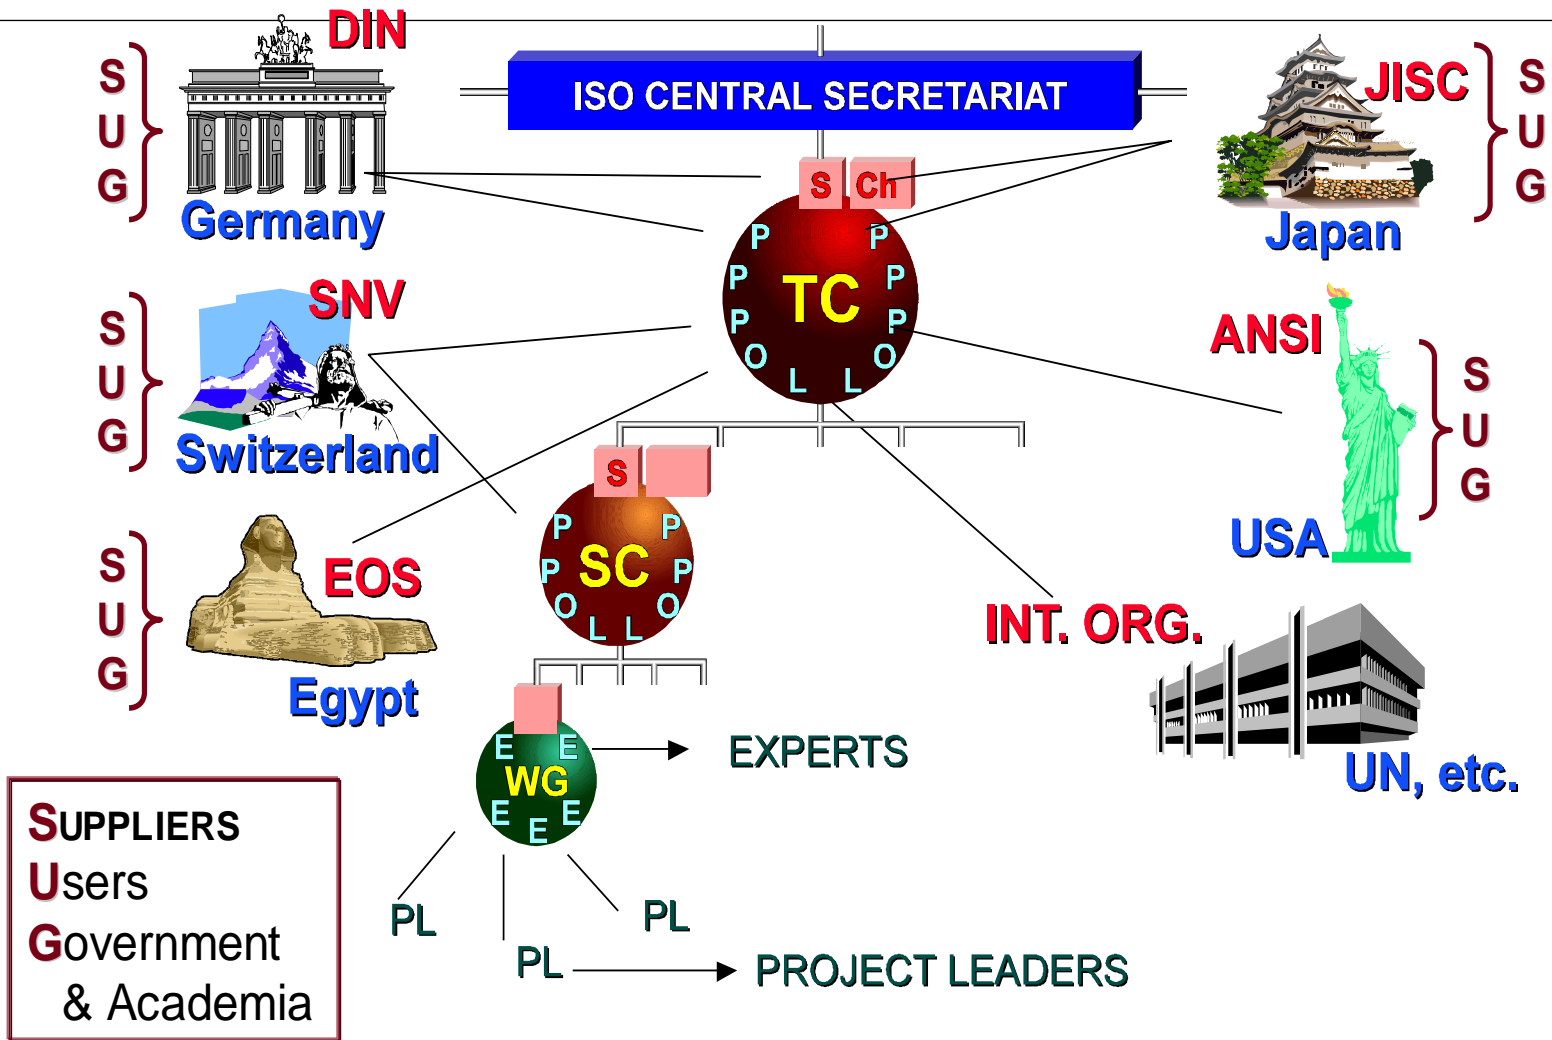 DIN
S
U
G
Germany
ISO CENTRAL SECRETARIAT
JISC
S
U
G
Japan
S Ch
P P
P P
TC
P P
O O
L L
SNV
S
U
G
Switzerland
ANSI
S
U
G
USA
S
P P
SC
P P
O O
L L
EOS
S
U
G
Egypt
INT. ORG.
UN, etc.
E E
WG
E E
E
EXPERTS
PL
PL
PL
PROJECT LEADERS
SUPPLIERS
Users
Government
& Academia